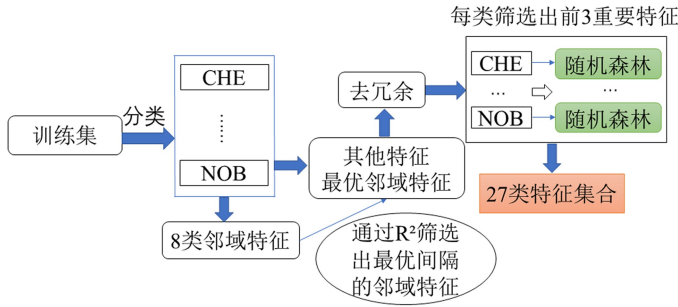 每类筛选出前3重要特征
训练集
分类
CHE
……
NOB
8类邻域特征
去冗余
其他特征
最优邻域特征
通过R²筛选
出最优间隔
的邻域特征
CHE
随机森林
…
…
NOB
随机森林
27类特征集合